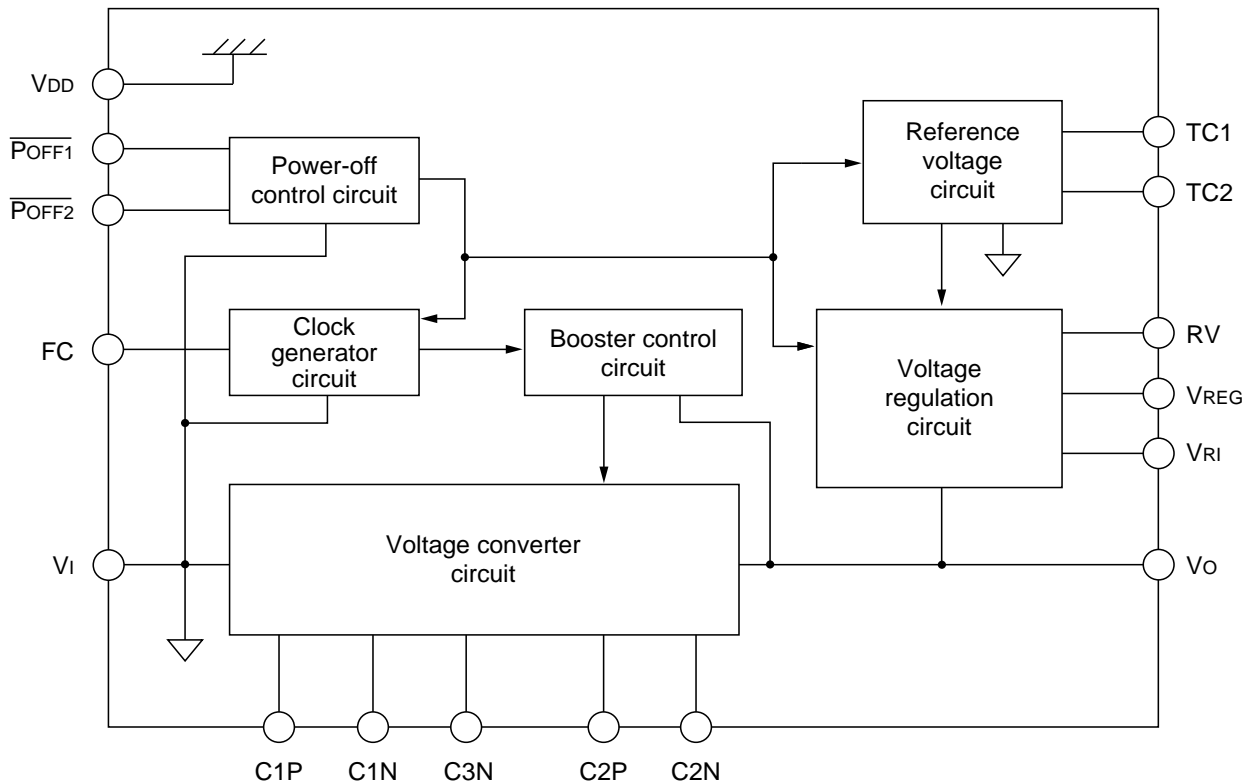 VDD
POFF1
POFF2
Power-off
control circuit
Reference
voltage
circuit
TC1
TC2
FC
Clock
generator
circuit
Booster control
circuit
Voltage
regulation
circuit
RV
VREG
VRI
VI
Voltage converter
circuit
VO
C1P
C1N
C3N
C2P
C2N